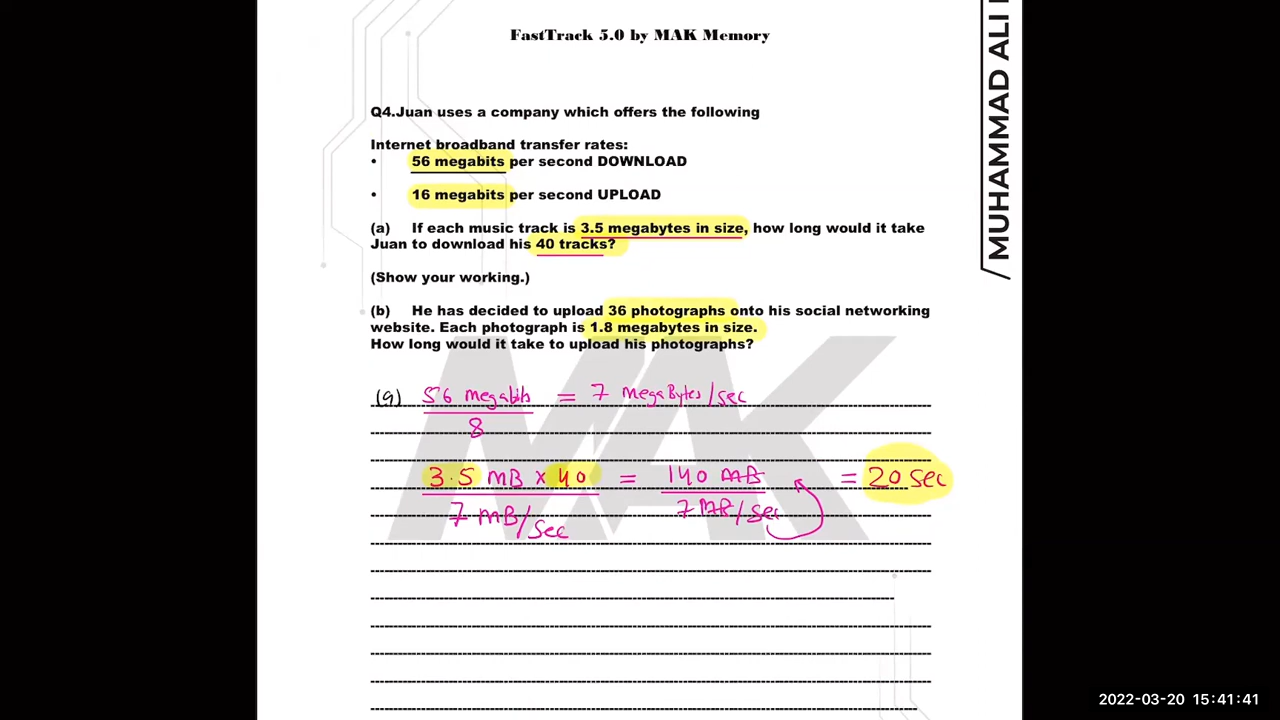 FastTrack 5.0 by MAK Memory
MUHAMMAD ALI
Q4.Juan uses a company which offers the following
Internet broadband transfer rates:
• 56 megabits per second DOWNLOAD
• 16 megabits per second UPLOAD
(a) If each music track is 3.5 megabytes in size, how long would it take
Juan to download his 40 tracks?
(Show your working.)
(b) He has decided to upload 36 photographs onto his social networking
website. Each photograph is 1.8 megabytes in size.
How long would it take to upload his photographs?
MAK
(a) 56 megabits = 7 MegaBytes/sec
8
3.5 MB × 40 = 140 MB = 20 sec
7 MB/sec 7 MB/sec
2022-03-20 15:41:41